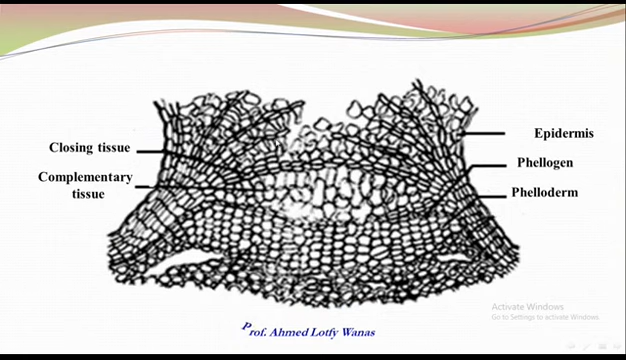 Closing tissue
Complementary
tissue
Epidermis
Phellogen
Phelloderm
Prof. Ahmed Lotfy Wanas
Activate Windows
Go to Settings to activate Windows